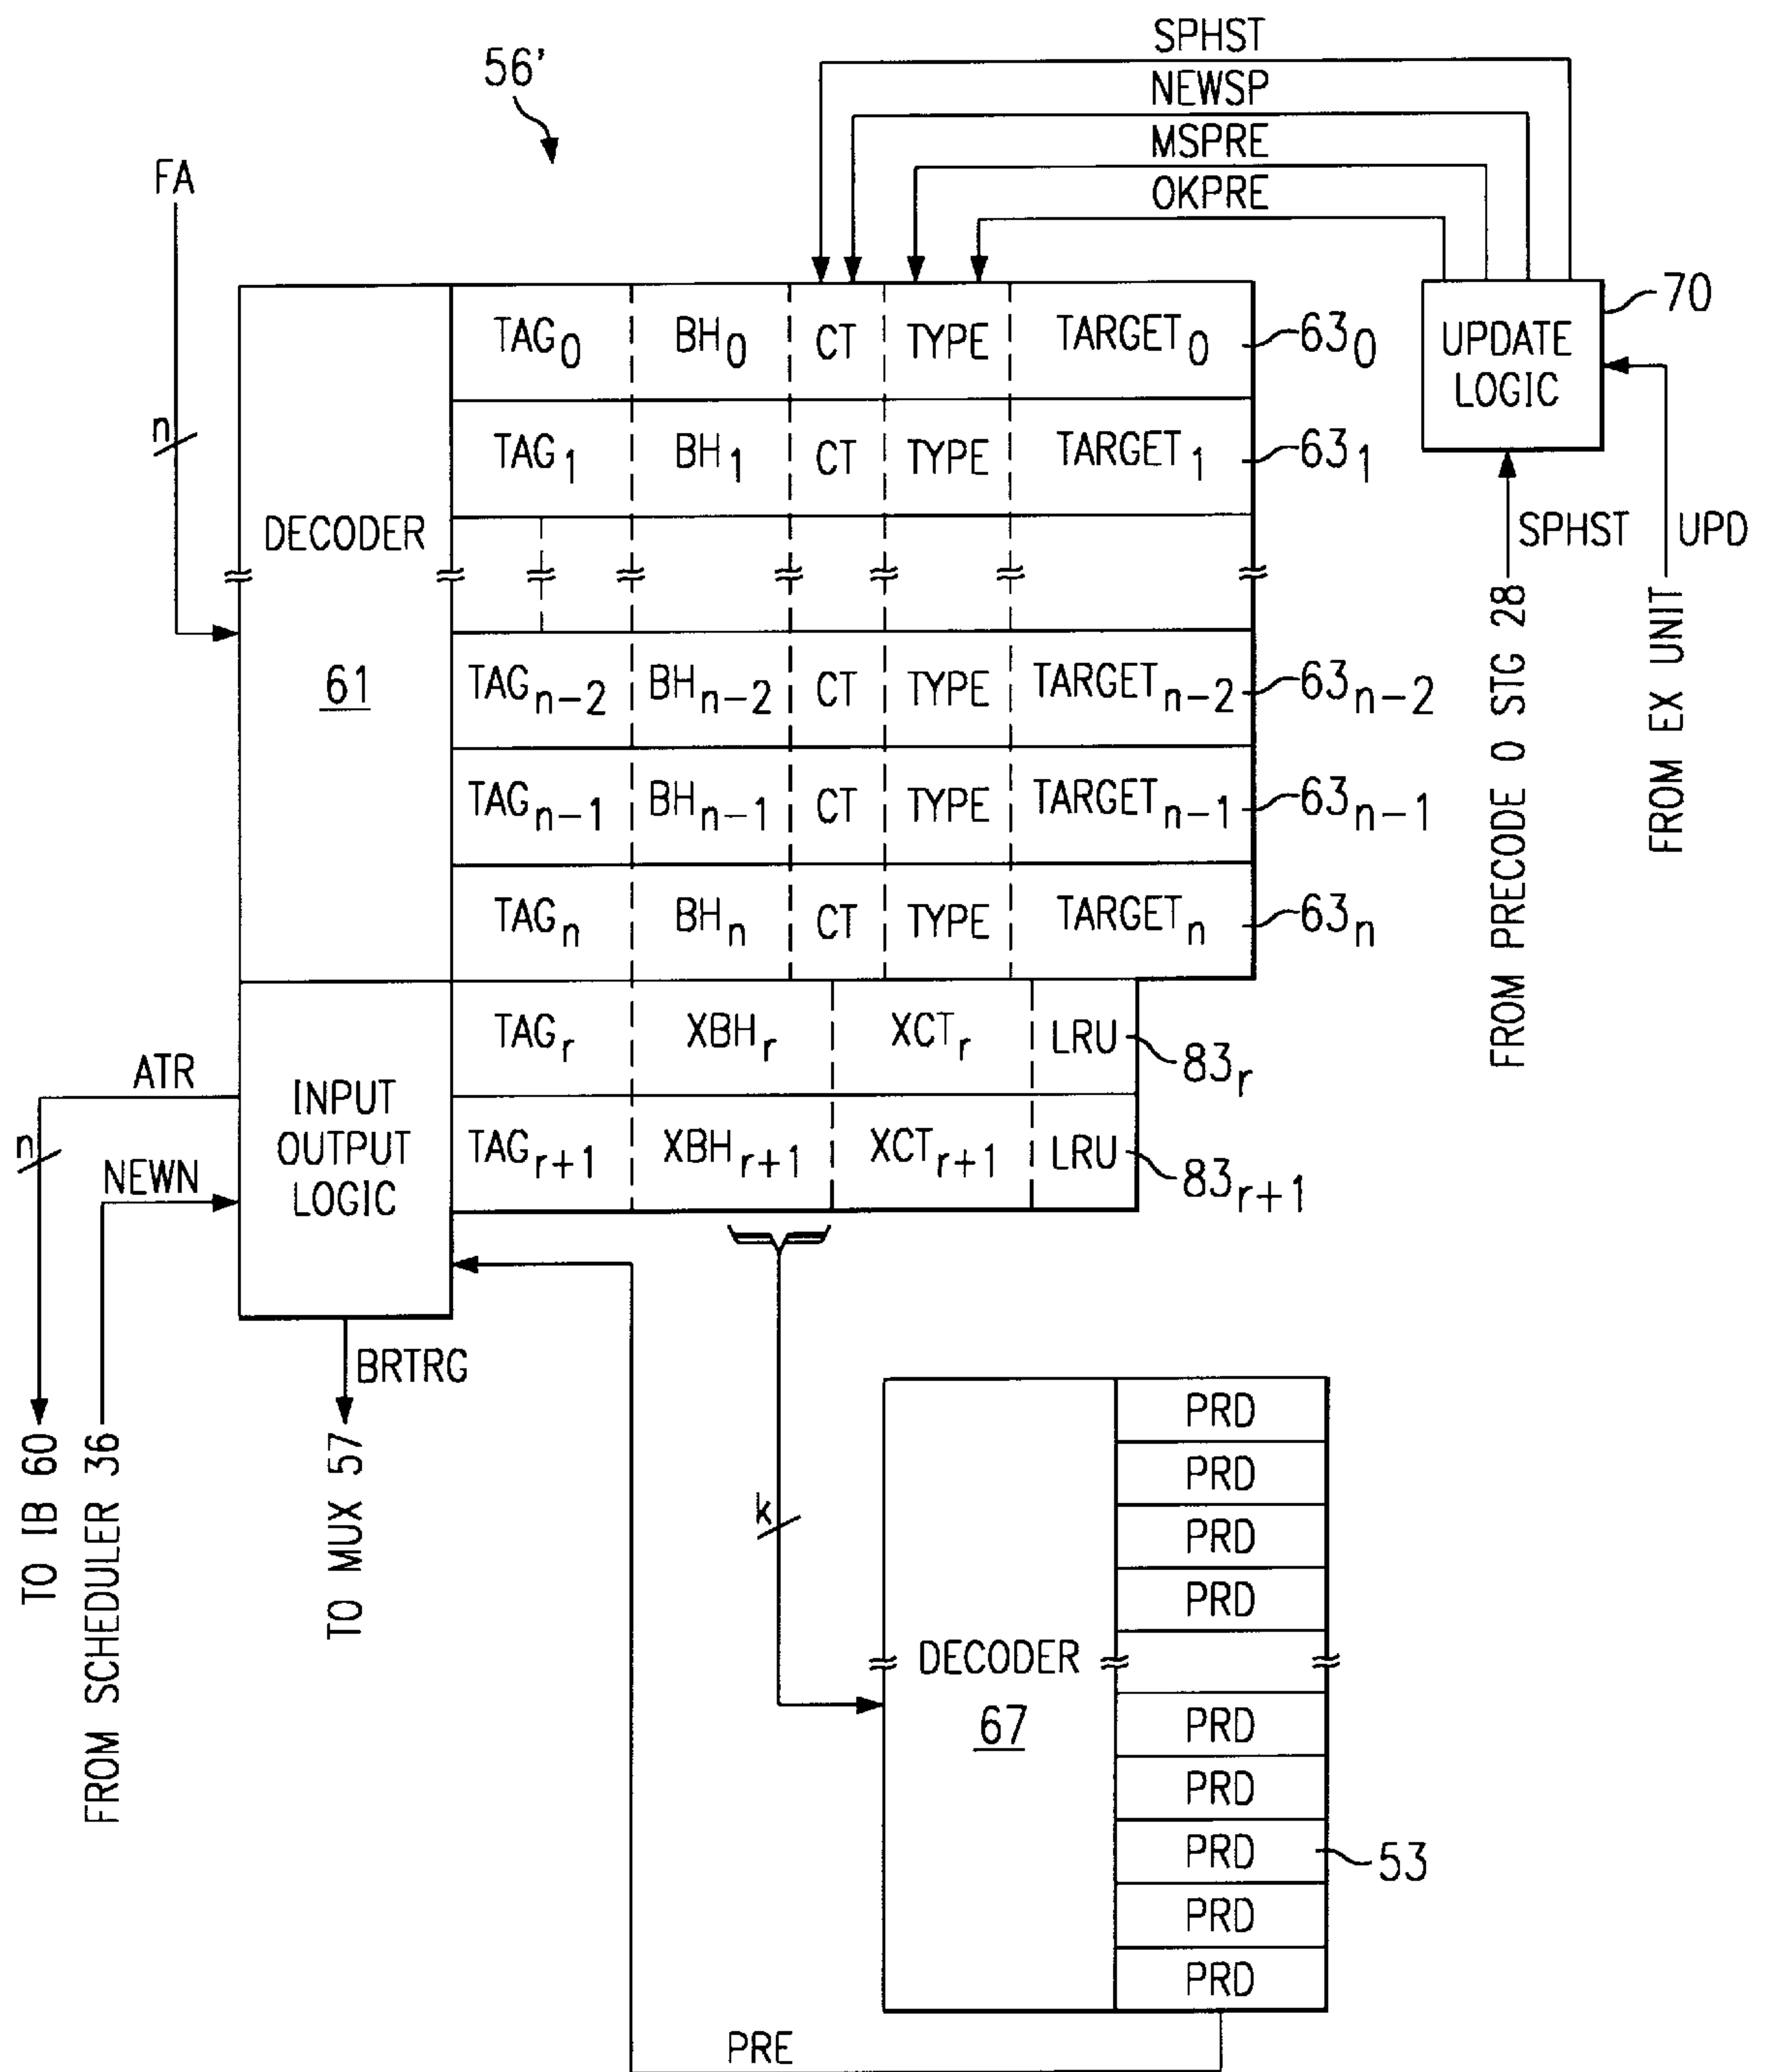 SPHST
56'
NEWSP
MSPRE
FA
OKPRE
TAG0 BH0 CT TYPE TARGET0 630
UPDATE LOGIC
70
n
TAG1 BH1 CT TYPE TARGET1 631
DECODER
61
SPHST
UPD
FROM PRECODE 0 STG 28
FROM EX UNIT
TAGn-2 BHn-2 CT TYPE TARGETn-2 63n-2
TAGn-1 BHn-1 CT TYPE TARGETn-1 63n-1
TAGn BHn CT TYPE TARGETn 63n
TAGr XBHr XCTr LRU 83r
ATR
INPUT
OUTPUT
LOGIC
n
TAGr+1 XBHr+1 XCTr+1 LRU 83r+1
NEWN
BRTRG
TO IB 60
FROM SCHEDULER 36
TO MUX 57
k
PRD
PRD
PRD
PRD
DECODER
67
PRD
PRD
PRD 53
PRD
PRD
PRE